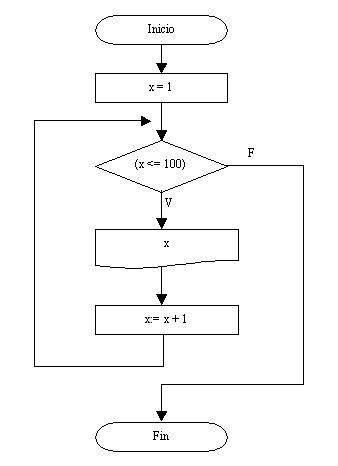 Inicio
x = 1
(x <= 100)
F
V
x
x:= x + 1
Fin